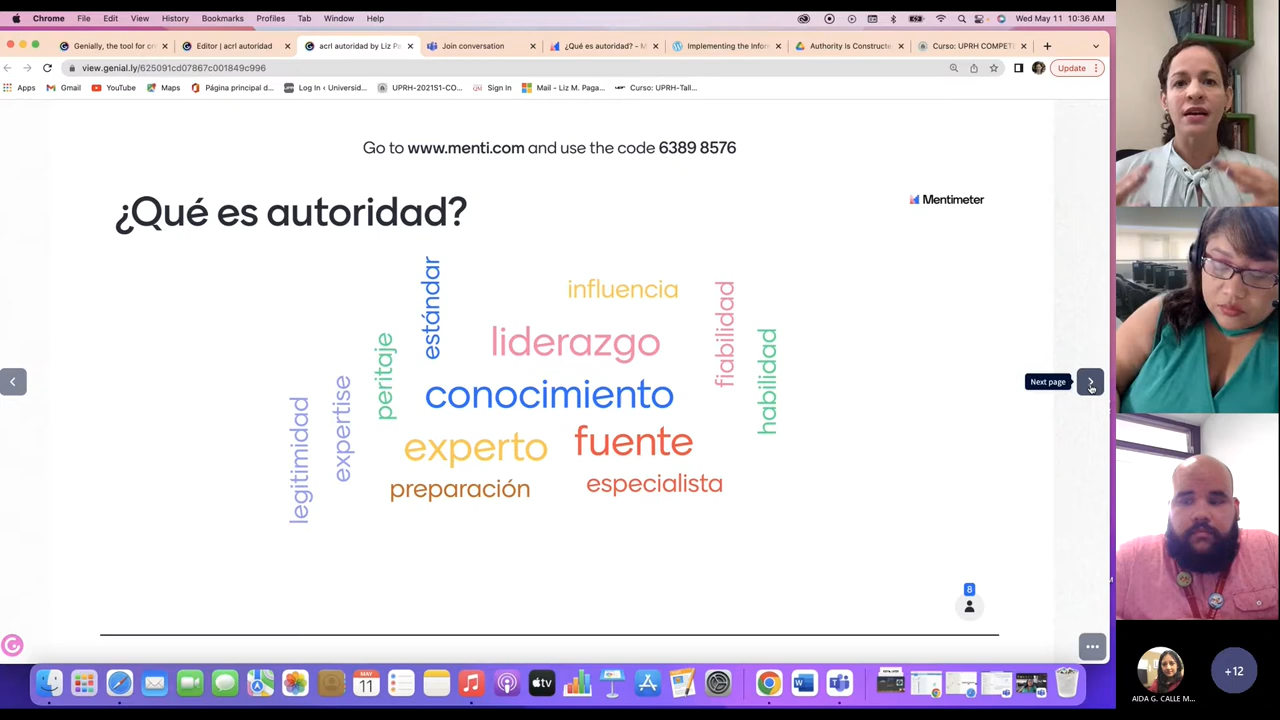 Chrome File Edit View History Bookmarks Profiles Tab Window Help Wed May 11 10:36 AM
Genially, the tool for cr Editor | acrl autoridad acrl autoridad by Liz Pa Join conversation ¿Qué es autoridad? - M Implementing the Infor Authority Is Constructe Curso: UPRH COMPETE
view.genial.ly/625091cd07867c001849c996 Update
Apps Gmail YouTube Maps Página principal d... Log In ‹ Universid... UPRH-2021S1-CO... Sign In Mail - Liz M. Paga... Curso: UPRH-Tall...
Go to www.menti.com and use the code 6389 8576
¿Qué es autoridad?
Mentimeter
estándar
influencia
fiabilidad
liderazgo
peritaje
habilidad
expertise
conocimiento
legitimidad
experto
fuente
preparación
especialista
Next page
8
MAY
11
tv
W
T
+12
AIDA G. CALLE M...